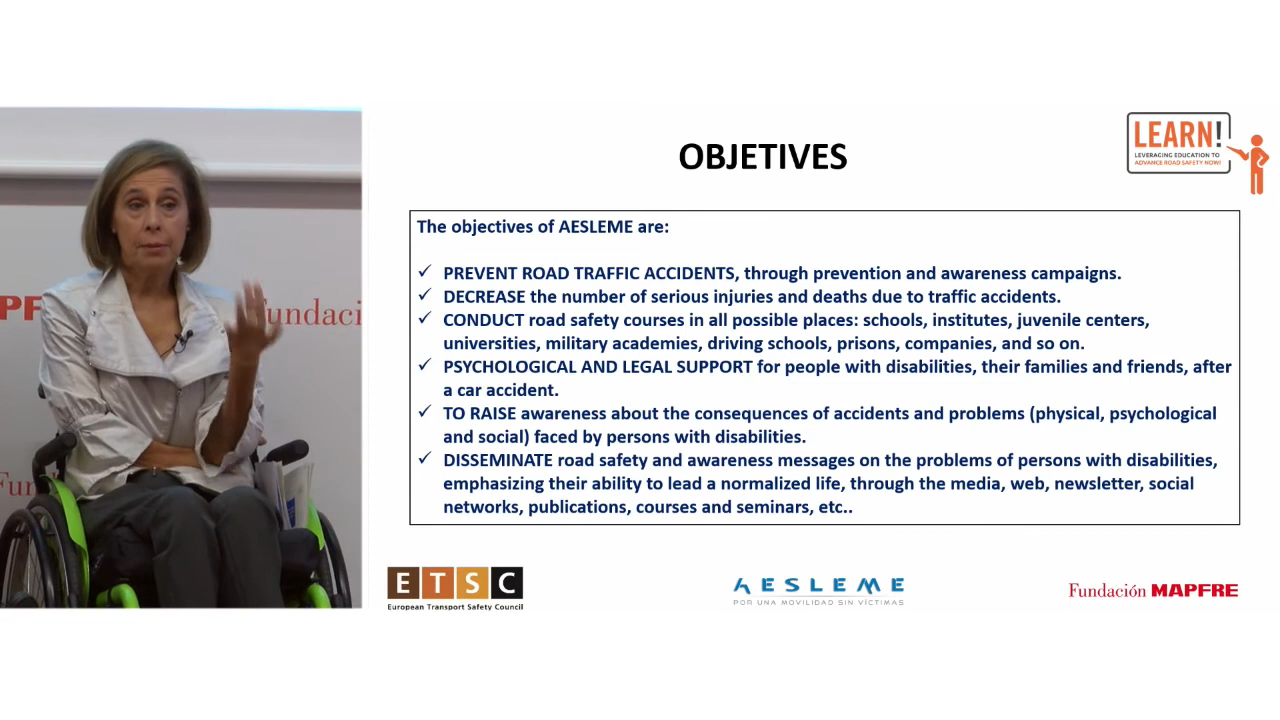 OBJETIVES
LEARN!
LEVERAGING EDUCATION TO
ADVANCE ROAD SAFETY NOW!
The objectives of AESLEME are:
✓ PREVENT ROAD TRAFFIC ACCIDENTS, through prevention and awareness campaigns.
✓ DECREASE the number of serious injuries and deaths due to traffic accidents.
✓ CONDUCT road safety courses in all possible places: schools, institutes, juvenile centers,
universities, military academies, driving schools, prisons, companies, and so on.
✓ PSYCHOLOGICAL AND LEGAL SUPPORT for people with disabilities, their families and friends, after
a car accident.
✓ TO RAISE awareness about the consequences of accidents and problems (physical, psychological
and social) faced by persons with disabilities.
✓ DISSEMINATE road safety and awareness messages on the problems of persons with disabilities,
emphasizing their ability to lead a normalized life, through the media, web, newsletter, social
networks, publications, courses and seminars, etc..
PF
undaci
Fun
ETSC
European Transport Safety Council
AESLEME
POR UNA MOVILIDAD SIN VÍCTIMAS
Fundación MAPFRE